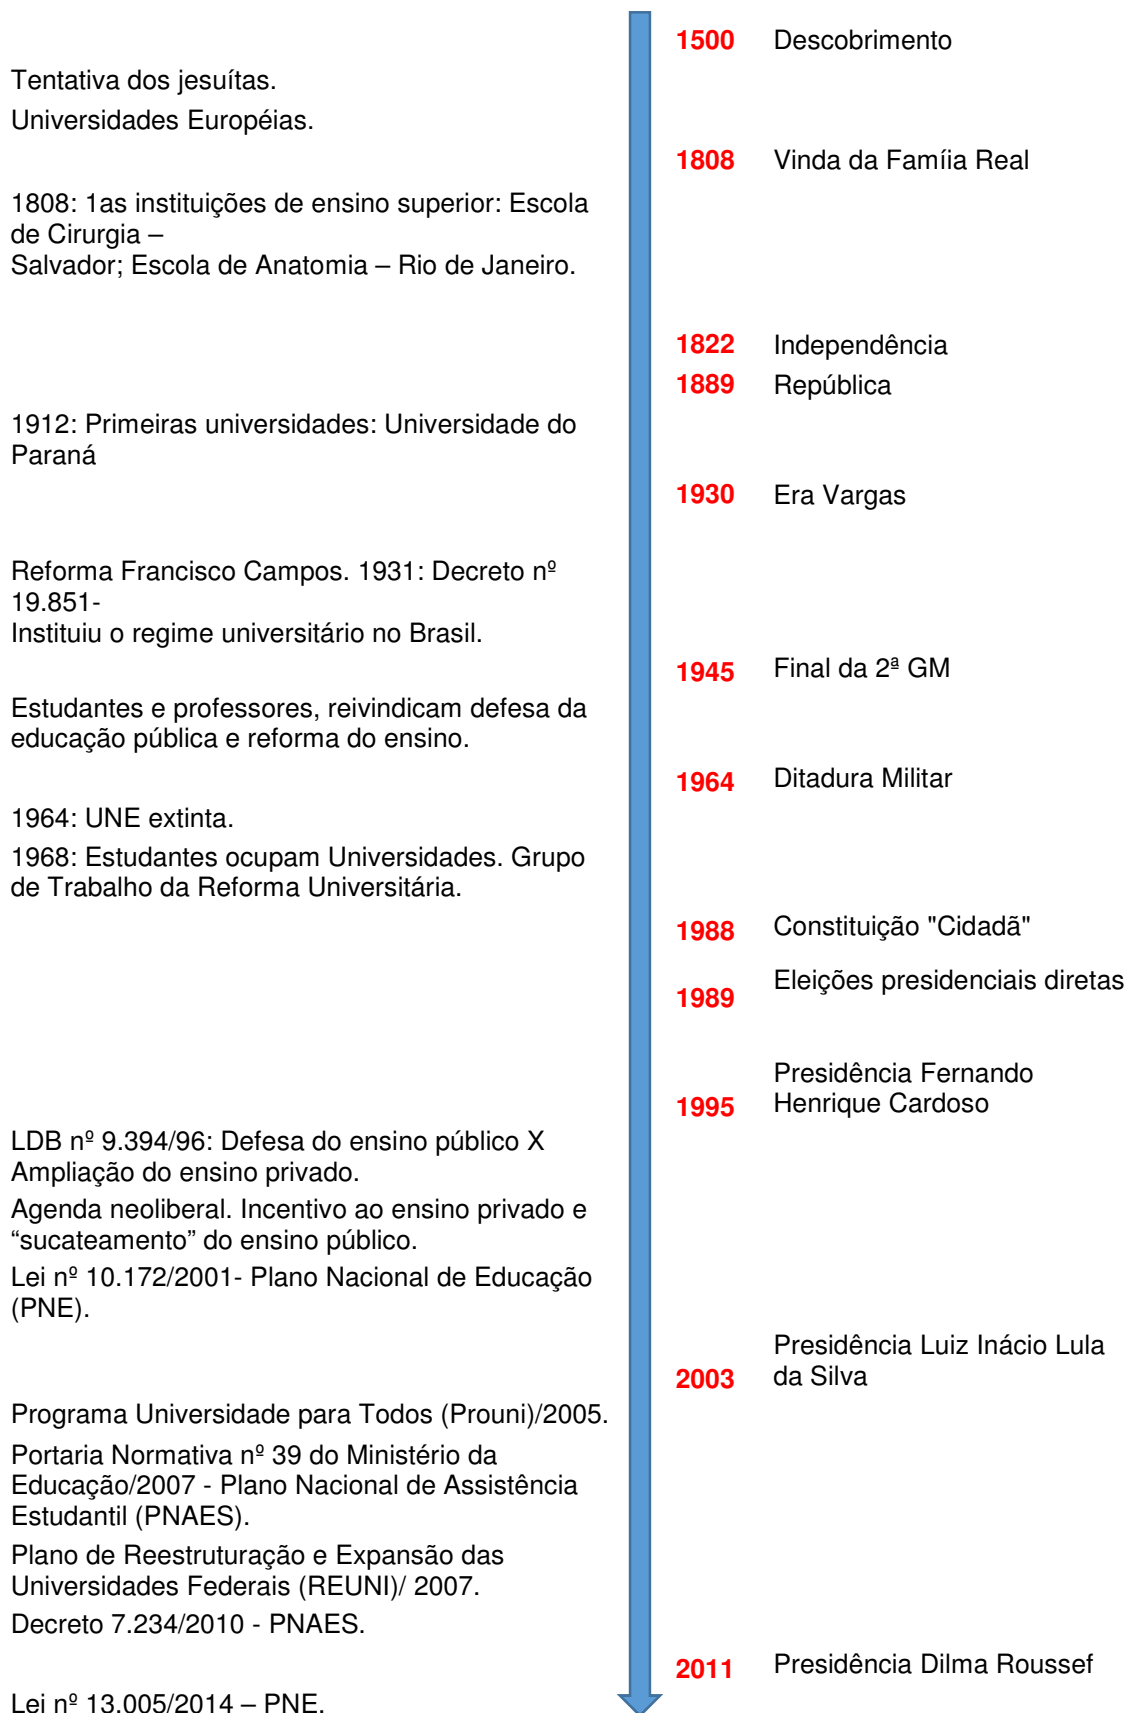 1500 Descobrimento
Tentativa dos jesuítas.
Universidades Européias.
1808 Vinda da Famíia Real
1808: 1as instituições de ensino superior: Escola
de Cirurgia –
Salvador; Escola de Anatomia – Rio de Janeiro.
1822 Independência
1889 República
1912: Primeiras universidades: Universidade do
Paraná
1930 Era Vargas
Reforma Francisco Campos. 1931: Decreto nº
19.851-
Instituiu o regime universitário no Brasil.
1945 Final da 2ª GM
Estudantes e professores, reivindicam defesa da
educação pública e reforma do ensino.
1964 Ditadura Militar
1964: UNE extinta.
1968: Estudantes ocupam Universidades. Grupo
de Trabalho da Reforma Universitária.
1988 Constituição "Cidadã"
1989 Eleições presidenciais diretas
Presidência Fernando
1995 Henrique Cardoso
LDB nº 9.394/96: Defesa do ensino público X
Ampliação do ensino privado.
Agenda neoliberal. Incentivo ao ensino privado e
“sucateamento” do ensino público.
Lei nº 10.172/2001- Plano Nacional de Educação
(PNE).
Presidência Luiz Inácio Lula
2003 da Silva
Programa Universidade para Todos (Prouni)/2005.
Portaria Normativa nº 39 do Ministério da
Educação/2007 - Plano Nacional de Assistência
Estudantil (PNAES).
Plano de Reestruturação e Expansão das
Universidades Federais (REUNI)/ 2007.
Decreto 7.234/2010 - PNAES.
2011 Presidência Dilma Roussef
Lei nº 13.005/2014 – PNE.